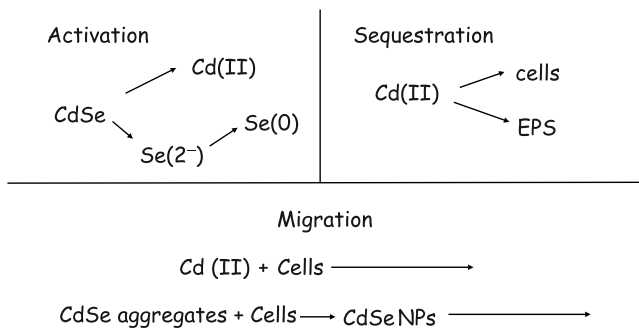 Activation
Cd(II)
CdSe
Se(0)
Se(2⁻)
Sequestration
cells
Cd(II)
EPS
Migration
Cd (II) + Cells
CdSe aggregates + Cells CdSe NPs